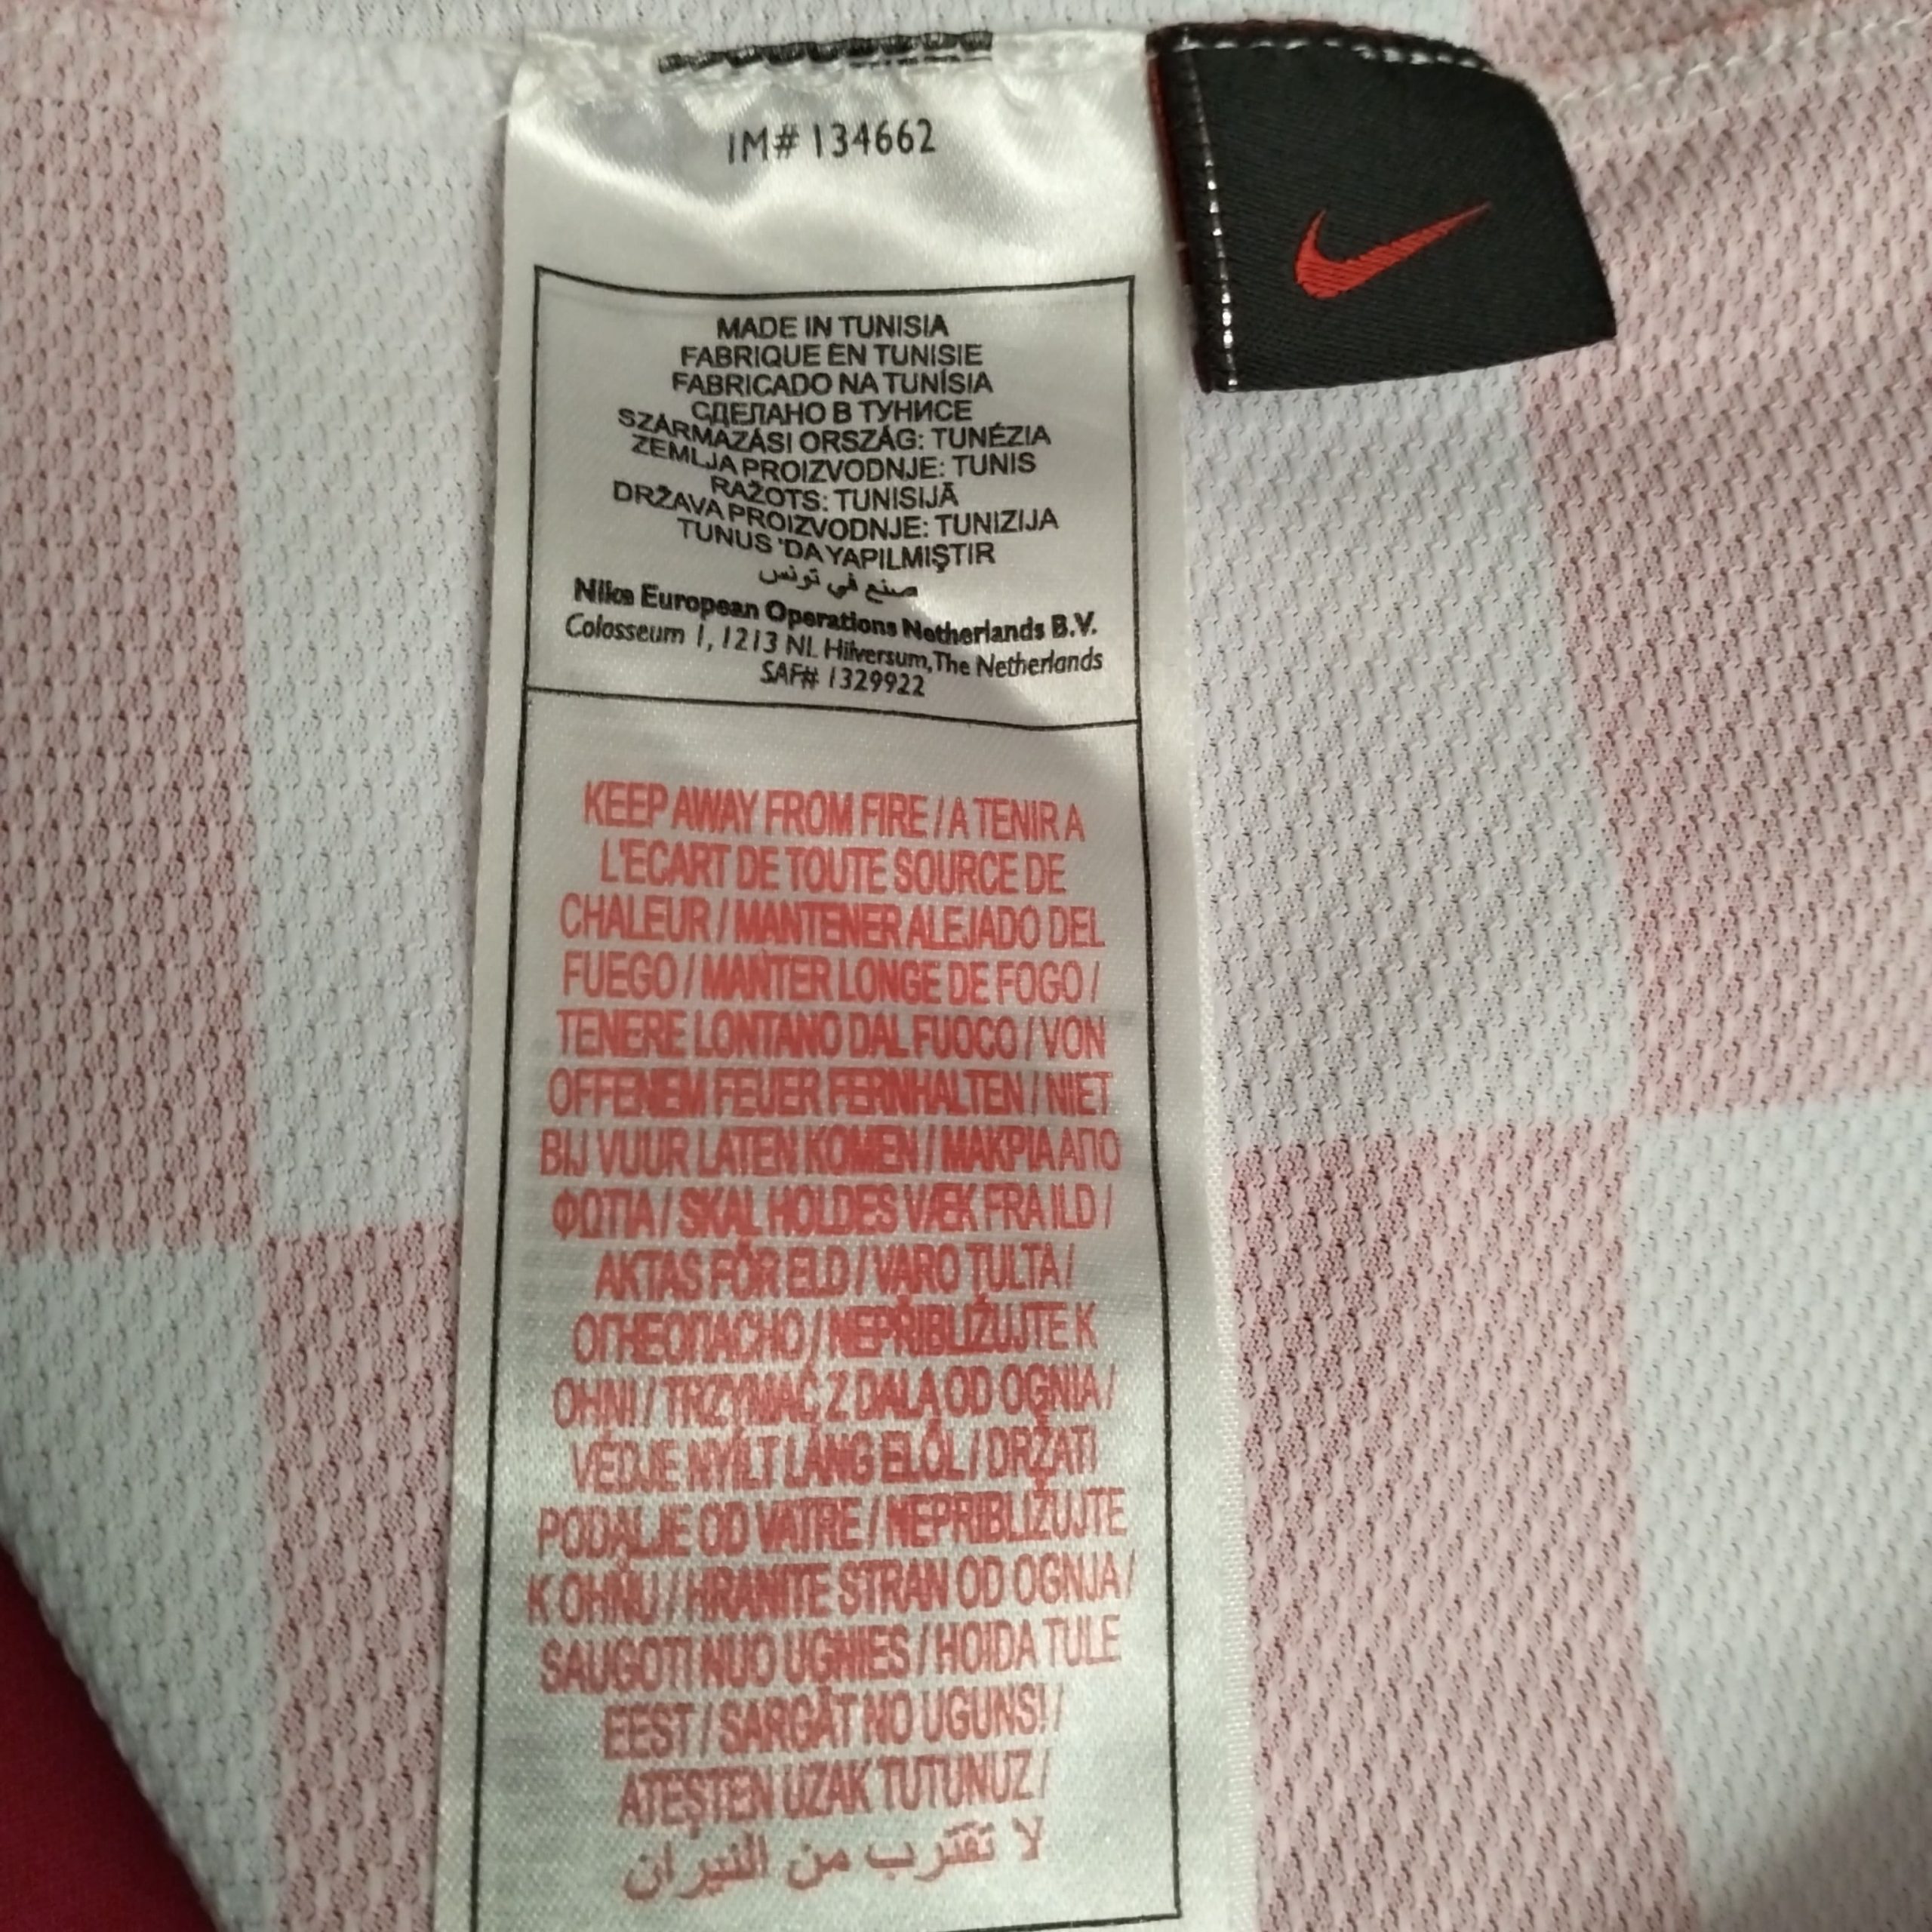 IM# 134662
MADE IN TUNISIA
FABRIQUE EN TUNISIE
FABRICADO NA TUNÍSIA
СДЕЛАНО В ТУНИСЕ
SZÁRMAZÁSI ORSZÁG: TUNÉZIA
ZEMLJA PROIZVODNJE: TUNIS
RAŽOTS: TUNISIJĀ
DRŽAVA PROIZVODNJE: TUNIZIJA
TUNUS 'DA YAPILMIŞTIR
صنع في تونس
Nike European Operations Netherlands B.V.
Colosseum 1, 1213 NL Hilversum, The Netherlands
SAF# 1329922
KEEP AWAY FROM FIRE / A TENIR A
L'ECART DE TOUTE SOURCE DE
CHALEUR / MANTENER ALEJADO DEL
FUEGO / MANTER LONGE DE FOGO /
TENERE LONTANO DAL FUOCO / VON
OFFENEM FEUER FERNHALTEN / NIET
BIJ VUUR LATEN KOMEN / ΜΑΚΡΙΑ ΑΠΟ
ΦΩΤΙΑ / SKAL HOLDES VÆK FRA ILD /
AKTAS FÖR ELD / VARO TULTA /
ОГНЕОПАСНО / NEPŘIBLIŽUJTE K
OHNI / TRZYMAĆ Z DALA OD OGNIA /
VÉDJE NYÍLT LÁNG ELŐL / DRŽATI
PODALJE OD VATRE / NEPRIBLIŽUJTE
K OHŇU / HRANITE STRAN OD OGNJA /
SAUGOTI NUO UGNIES / HOIDA TULE
EEST / SARGĀT NO UGUNS! /
ATEŞTEN UZAK TUTUNUZ /
لا تقترب من النيران